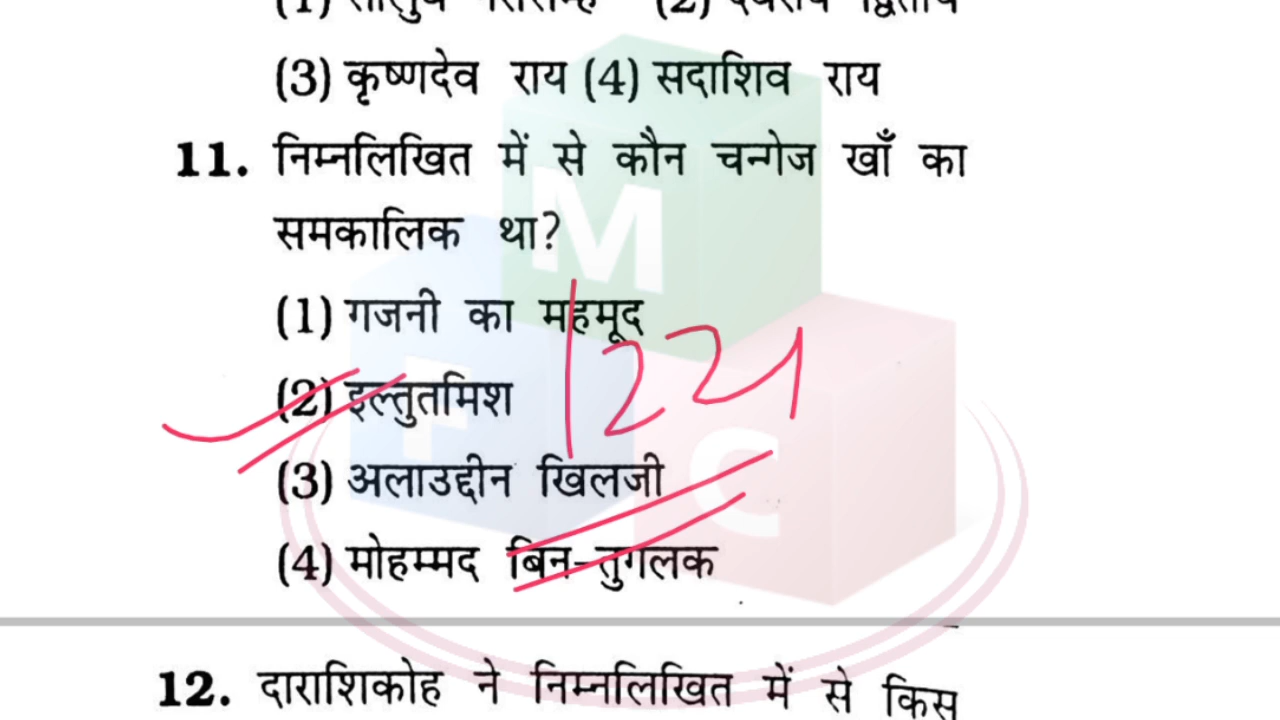 (3) कृष्णदेव राय (4) सदाशिव राय
11. निम्नलिखित में से कौन चन्गेज खाँ का
समकालिक था?
(1) गजनी का महमूद
1221
(2) इल्तुतमिश
(3) अलाउद्दीन खिलजी
(4) मोहम्मद बिन-तुगलक
12. दाराशिकोह ने निम्नलिखित में से किस
M
F
C